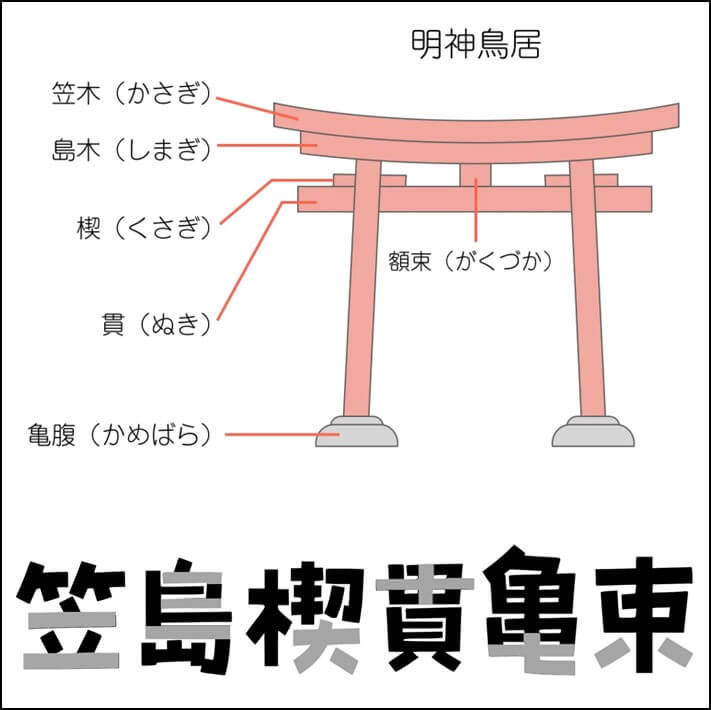 明神鳥居
笠木（かさぎ）
島木（しまぎ）
楔（くさぎ）
額束（がくづか）
貫（ぬき）
亀腹（かめばら）
笠島楔貫亀束